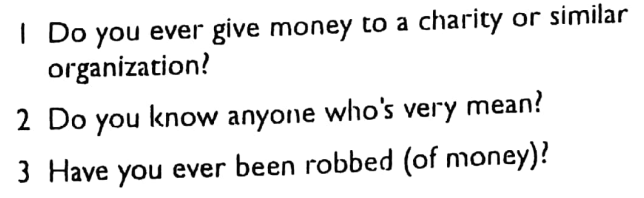 1 Do you ever give money to a charity or similar
organization?
2 Do you know anyone who's very mean?
3 Have you ever been robbed (of money)?